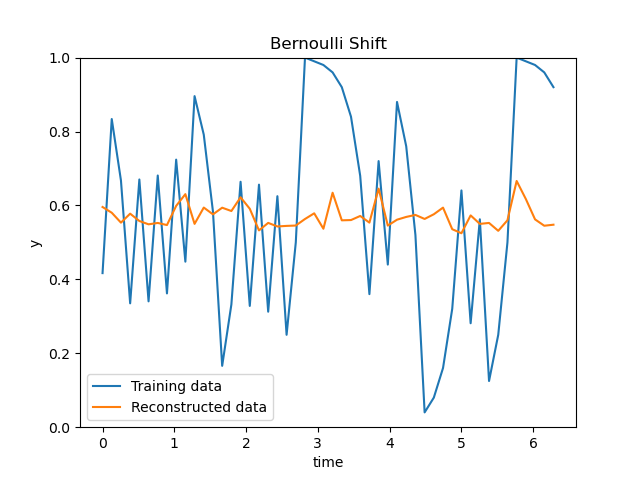 Bernoulli Shift
1.0
0.8
0.6
0.4
0.2
0.0
y
Training data
Reconstructed data
0 1 2 3 4 5 6
time